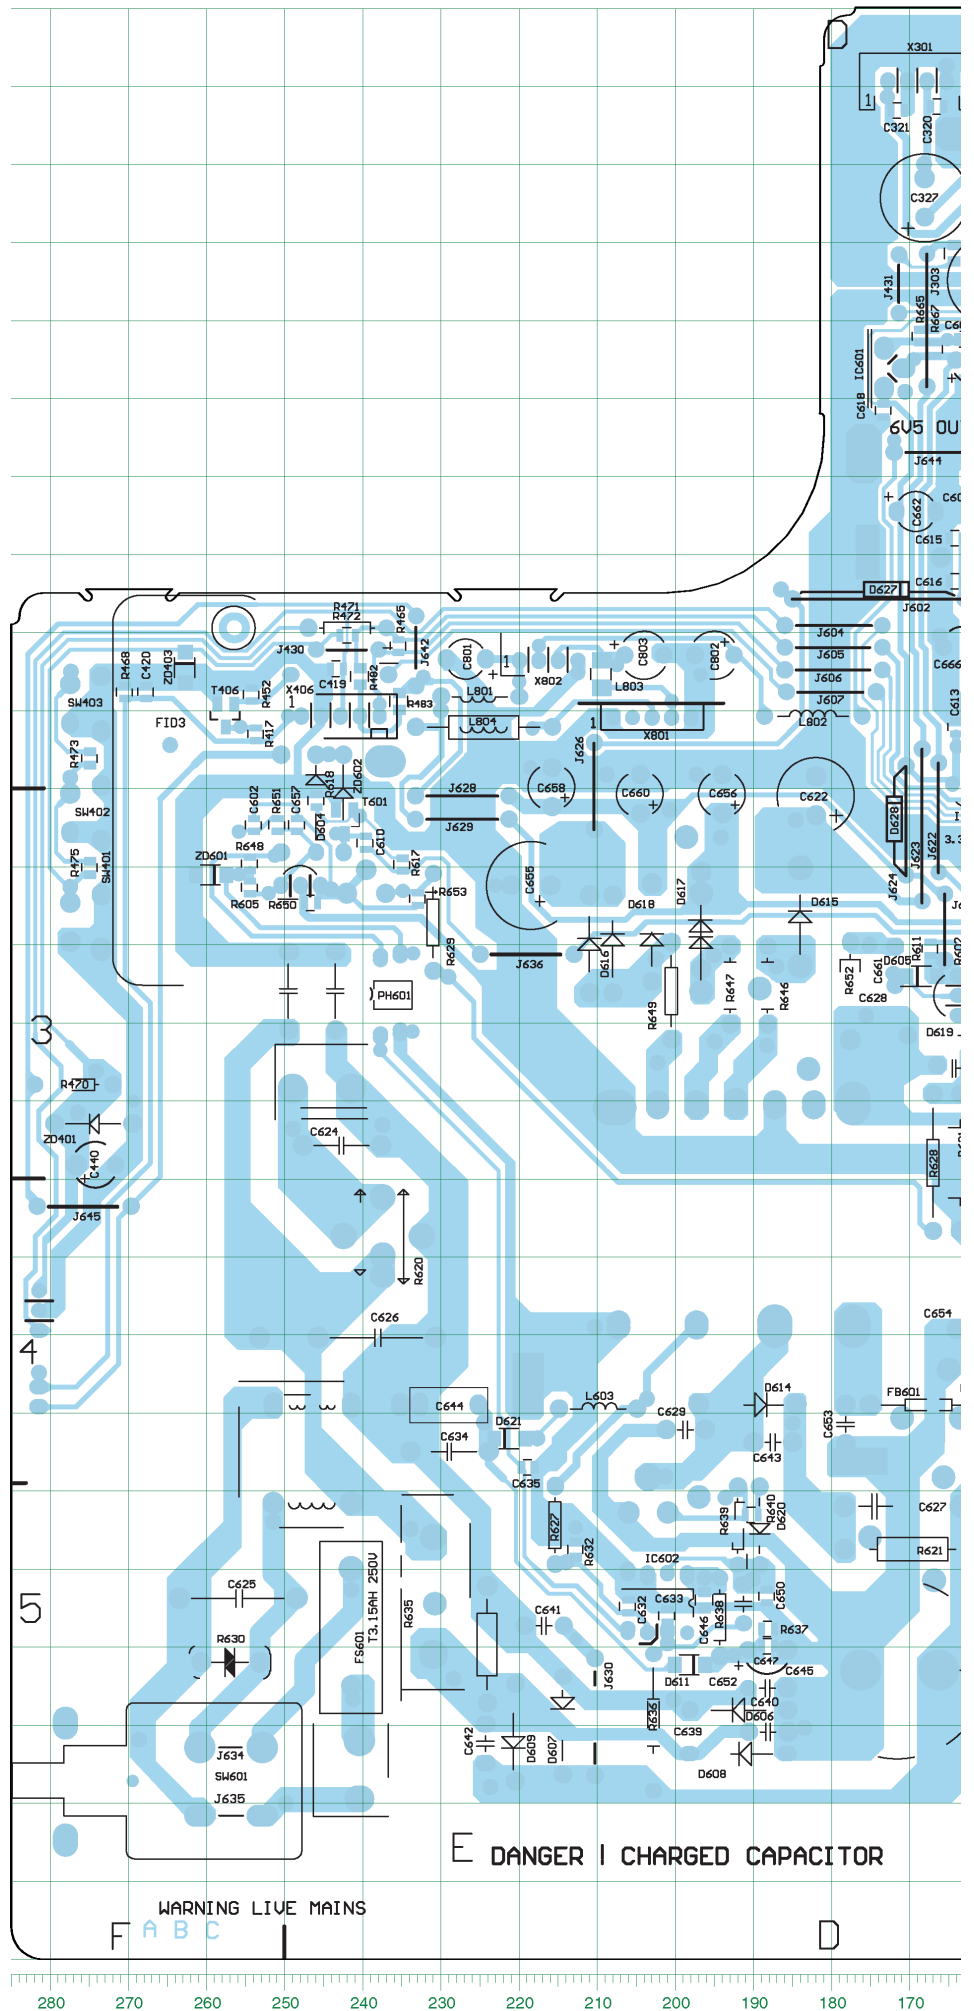 D
X301
1
C321
C320
C327
J431
J303
R665
R667
IC601
C618
6V5 OU
J644
C662
C615
C616
D627
J602
R471
R472
R465
J604
J430
J642
C801
C803
C802
J605
C666
R468
C420
ZD403
1
X802
R482
C419
J606
L803
T406
R452
X406
L801
R483
J607
C613
SW403
1
FID3
L804
1
L802
R417
X801
J626
R473
ZD602
R618
J628
C658
C660
C656
C622
C602
R651
C657
T601
D628
SW402
D604
J629
3.3
C610
J623
J622
R648
SW401
ZD601
R475
R617
C655
J624
D617
R605
R650
R653
D618
D615
R629
D616
R611
R602
J636
D605
R647
R652
C661
PH601
R646
C628
R649
3
D619
R470
C624
ZD401
C440
R628
J645
R620
C626
C654
4
D614
L603
FB601
C644
D621
C629
C653
C634
C643
C635
R640
C627
R639
D620
R627
R632
R621
IC602
T3,15AH 250V
C625
C650
C633
5
R635
C632
R638
C641
C646
R637
R630
FS601
C647
C645
J630
D611
C652
C640
R636
D606
C639
C642
D609
D607
J634
SW601
D608
J635
E DANGER | CHARGED CAPACITOR
WARNING LIVE MAINS
F A B C
D
280 270 260 250 240 230 220 210 200 190 180 170